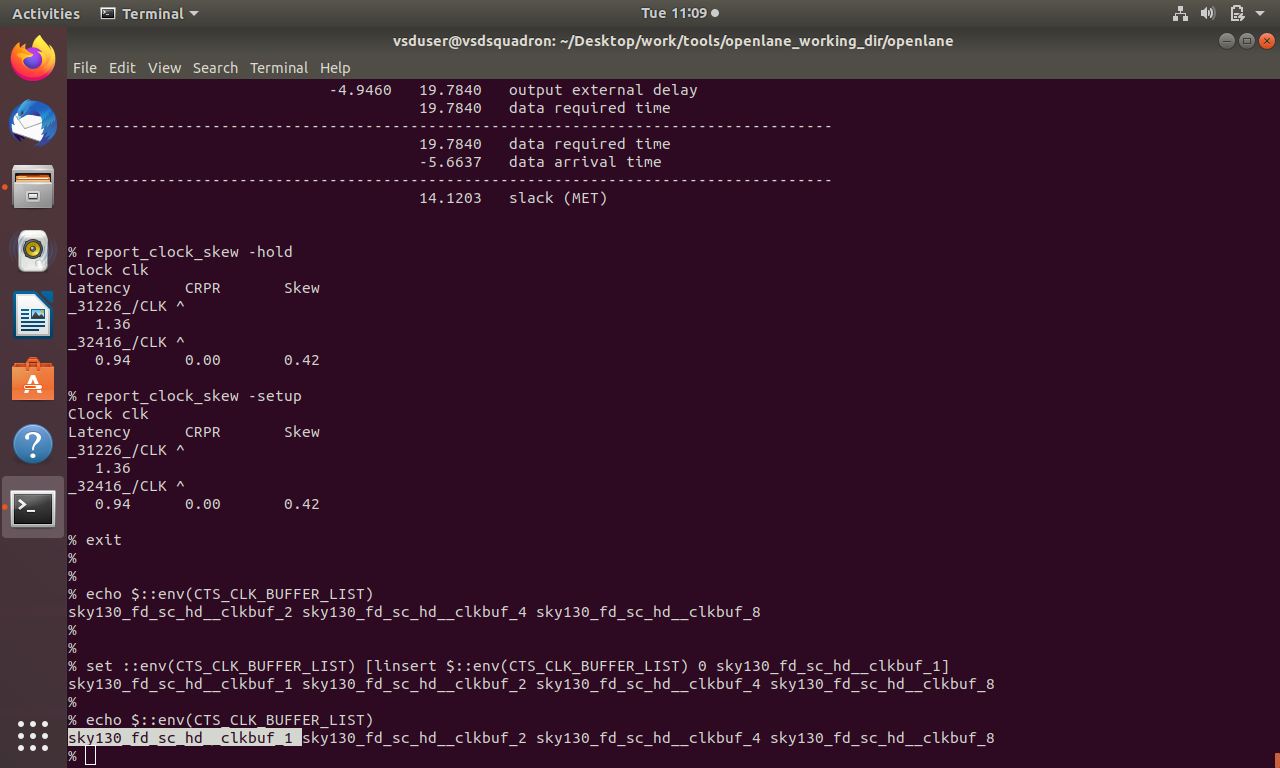 Activities Terminal Tue 11:09
vsduser@vsdsquadron: ~/Desktop/work/tools/openlane_working_dir/openlane
File Edit View Search Terminal Help
-4.9460 19.7840 output external delay
19.7840 data required time
-------------------------------------------------------------------------------------
19.7840 data required time
-5.6637 data arrival time
-------------------------------------------------------------------------------------
14.1203 slack (MET)
% report_clock_skew -hold
Clock clk
Latency CRPR Skew
_31226_/CLK ^
1.36
_32416_/CLK ^
0.94 0.00 0.42
% report_clock_skew -setup
Clock clk
Latency CRPR Skew
_31226_/CLK ^
1.36
_32416_/CLK ^
0.94 0.00 0.42
% exit
%
%
% echo $::env(CTS_CLK_BUFFER_LIST)
sky130_fd_sc_hd__clkbuf_2 sky130_fd_sc_hd__clkbuf_4 sky130_fd_sc_hd__clkbuf_8
%
%
% set ::env(CTS_CLK_BUFFER_LIST) [linsert $::env(CTS_CLK_BUFFER_LIST) 0 sky130_fd_sc_hd__clkbuf_1]
sky130_fd_sc_hd__clkbuf_1 sky130_fd_sc_hd__clkbuf_2 sky130_fd_sc_hd__clkbuf_4 sky130_fd_sc_hd__clkbuf_8
%
% echo $::env(CTS_CLK_BUFFER_LIST)
sky130_fd_sc_hd__clkbuf_1 sky130_fd_sc_hd__clkbuf_2 sky130_fd_sc_hd__clkbuf_4 sky130_fd_sc_hd__clkbuf_8
%